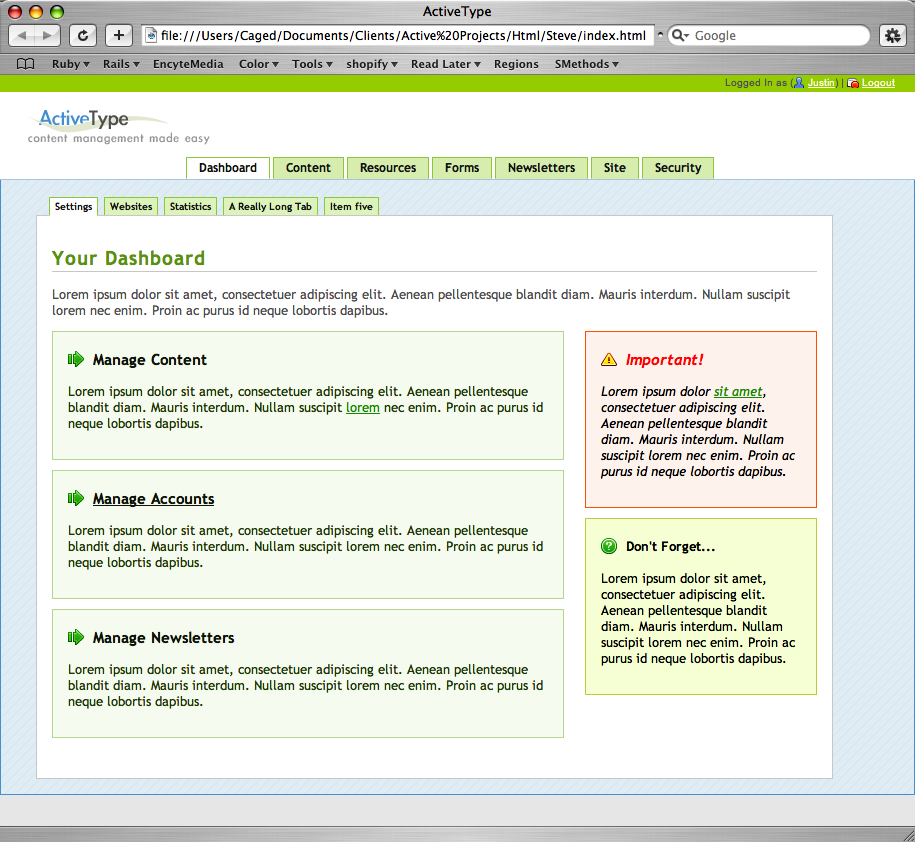 ActiveType
file:///Users/Caged/Documents/Clients/Active%20Projects/Html/Steve/index.html
Google
Ruby Rails EncyteMedia Color Tools shopify Read Later Regions SMethods
Logged In as (Justin) | Logout
ActiveType
content management made easy
Dashboard Content Resources Forms Newsletters Site Security
Settings Websites Statistics A Really Long Tab Item five
Your Dashboard
Lorem ipsum dolor sit amet, consectetuer adipiscing elit. Aenean pellentesque blandit diam. Mauris interdum. Nullam suscipit
lorem nec enim. Proin ac purus id neque lobortis dapibus.
Manage Content
Lorem ipsum dolor sit amet, consectetuer adipiscing elit. Aenean pellentesque
blandit diam. Mauris interdum. Nullam suscipit lorem nec enim. Proin ac purus id
neque lobortis dapibus.
Manage Accounts
Lorem ipsum dolor sit amet, consectetuer adipiscing elit. Aenean pellentesque
blandit diam. Mauris interdum. Nullam suscipit lorem nec enim. Proin ac purus id
neque lobortis dapibus.
Manage Newsletters
Lorem ipsum dolor sit amet, consectetuer adipiscing elit. Aenean pellentesque
blandit diam. Mauris interdum. Nullam suscipit lorem nec enim. Proin ac purus id
neque lobortis dapibus.
Important!
Lorem ipsum dolor sit amet,
consectetuer adipiscing elit.
Aenean pellentesque blandit
diam. Mauris interdum. Nullam
suscipit lorem nec enim. Proin ac
purus id neque lobortis dapibus.
Don't Forget...
Lorem ipsum dolor sit amet,
consectetuer adipiscing elit.
Aenean pellentesque blandit
diam. Mauris interdum. Nullam
suscipit lorem nec enim. Proin ac
purus id neque lobortis dapibus.